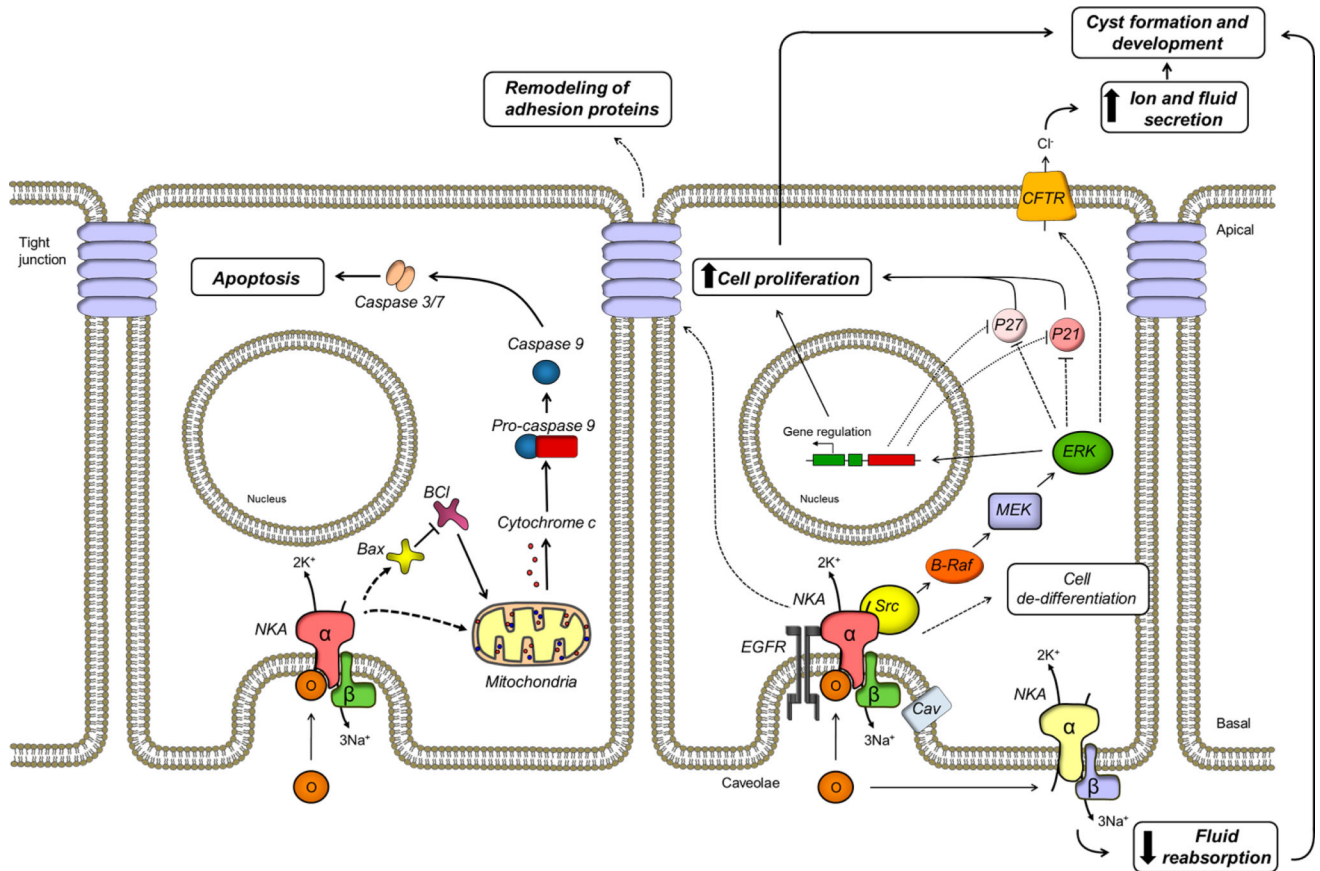 Cyst formation and
development
Remodeling of
adhesion proteins
Ion and fluid
secretion
Cl-
CFTR
Tight
junction
Apical
Apoptosis
Caspase 3/7
Cell proliferation
P27
P21
Caspase 9
Pro-caspase 9
Gene regulation
ERK
Nucleus
BCl
Cytochrome c
Nucleus
MEK
Bax
B-Raf
2K+
2K+
Cell
de-differentiation
NKA
α
NKA
α
Src
EGFR
O
β
Mitochondria
O
β
Cav
2K+
NKA
α
3Na+
3Na+
Basal
Caveolae
O
O
β
3Na+
Fluid
reabsorption